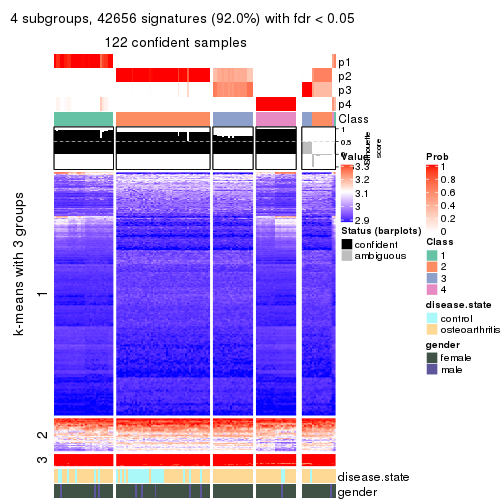 4 subgroups, 42656 signatures (92.0%) with fdr < 0.05
122 confident samples
p1
p2
p3
p4
Class
1
0.5
0
Silhouette
score
k-means with 3 groups
1
2
3
disease.state
gender
Value
3.3
3.2
3.1
3
2.9
Status (barplots)
confident
ambiguous
Prob
1
0.8
0.6
0.4
0.2
0
Class
1
2
3
4
disease.state
control
osteoarthritis
gender
female
male